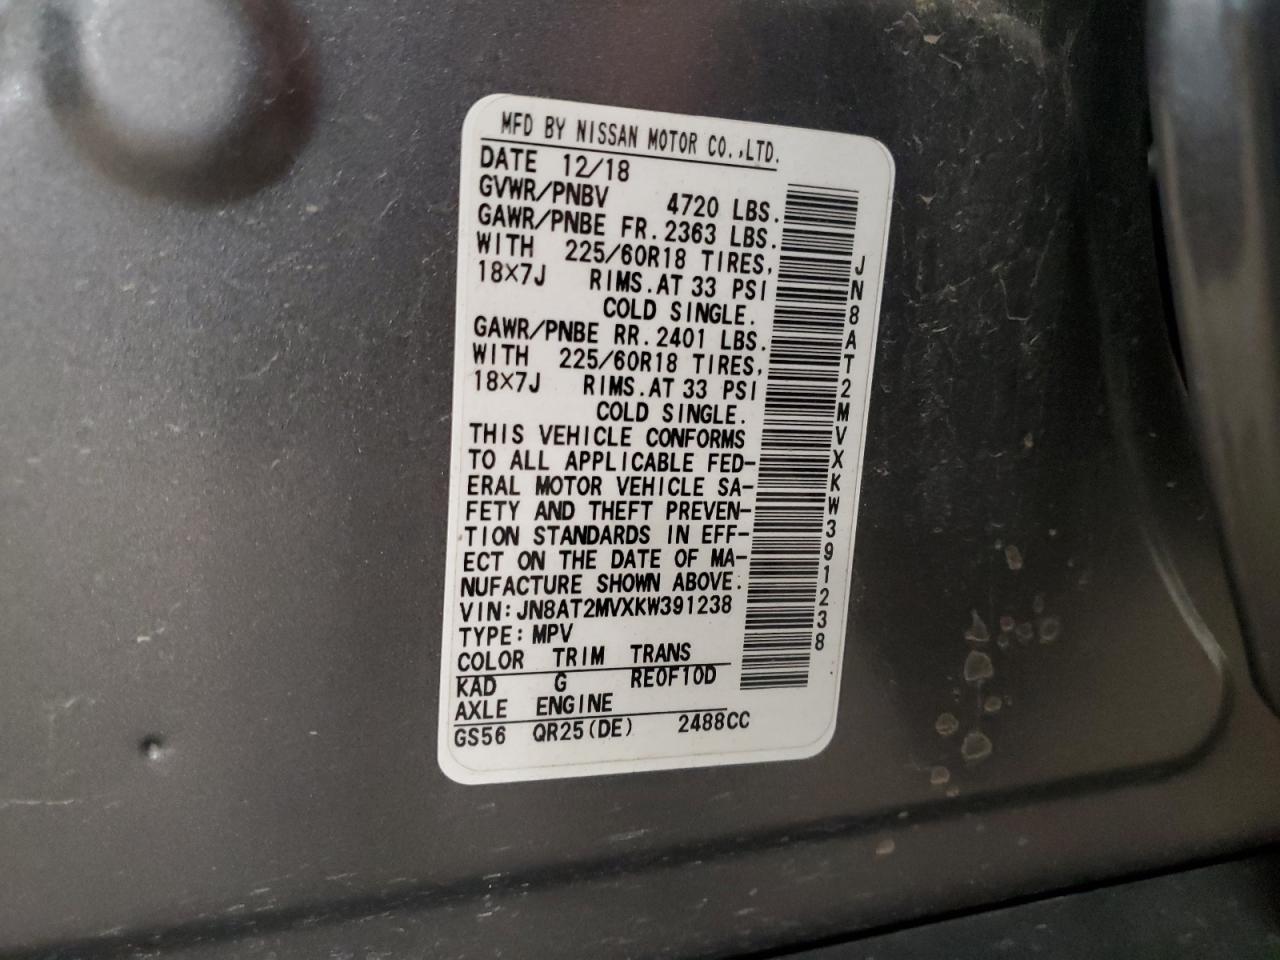 MFD BY NISSAN MOTOR CO.,LTD.
DATE 12/18
GVWR/PNBV 4720 LBS.
GAWR/PNBE FR.2363 LBS.
WITH 225/60R18 TIRES,
18×7J RIMS.AT 33 PSI
COLD SINGLE.
GAWR/PNBE RR.2401 LBS.
WITH 225/60R18 TIRES,
18×7J RIMS.AT 33 PSI
COLD SINGLE.
THIS VEHICLE CONFORMS
TO ALL APPLICABLE FED-
ERAL MOTOR VEHICLE SA-
FETY AND THEFT PREVEN-
TION STANDARDS IN EFF-
ECT ON THE DATE OF MA-
NUFACTURE SHOWN ABOVE.
VIN:JN8AT2MVXKW391238
TYPE:MPV
COLOR TRIM TRANS
KAD G RE0F10D
AXLE ENGINE
GS56 QR25(DE) 2488CC
JN8AT2MVXKW391238